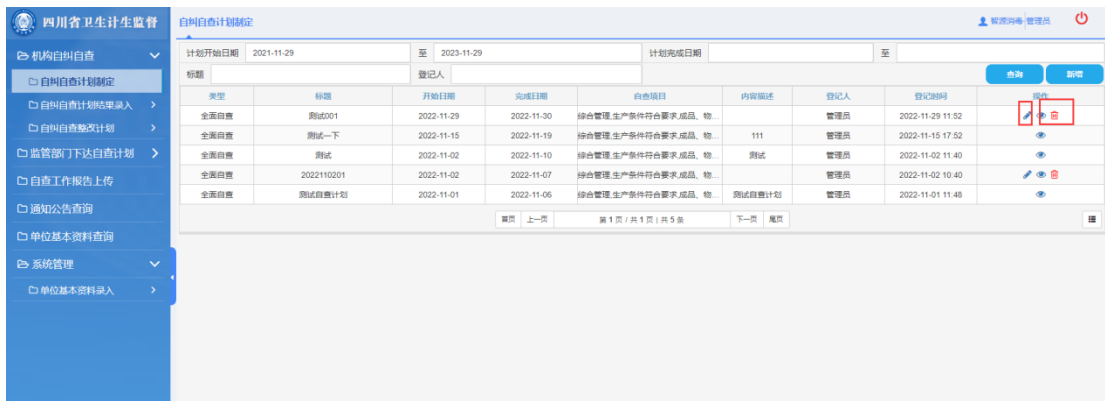 四川省卫生计生监督
自纠自查计划制定
智源消毒 管理员
机构自纠自查
自纠自查计划制定
自纠自查计划结果录入
自纠自查整改计划
监管部门下达自查计划
自查工作报告上传
通知公告查询
单位基本资料查询
系统管理
单位基本资料录入
计划开始日期 2021-11-29 至 2023-11-29 计划完成日期 至
标题 登记人 查询 新增
类型 标题 开始日期 完成日期 自查项目 内容描述 登记人 登记时间 操作
全面自查 测试001 2022-11-29 2022-11-30 综合管理,生产条件符合要求,成品、物... 管理员 2022-11-29 11:52
全面自查 测试一下 2022-11-15 2022-11-19 综合管理,生产条件符合要求,成品、物... 111 管理员 2022-11-15 17:52
全面自查 测试 2022-11-02 2022-11-10 综合管理,生产条件符合要求,成品、物... 测试 管理员 2022-11-02 11:40
全面自查 2022110201 2022-11-02 2022-11-07 综合管理,生产条件符合要求,成品、物... 管理员 2022-11-02 10:40
全面自查 测试自查计划 2022-11-01 2022-11-06 综合管理,生产条件符合要求,成品、物... 测试自查计划 管理员 2022-11-01 11:48
首页 上一页 第 1 页 / 共 1 页 | 共 5 条 下一页 尾页